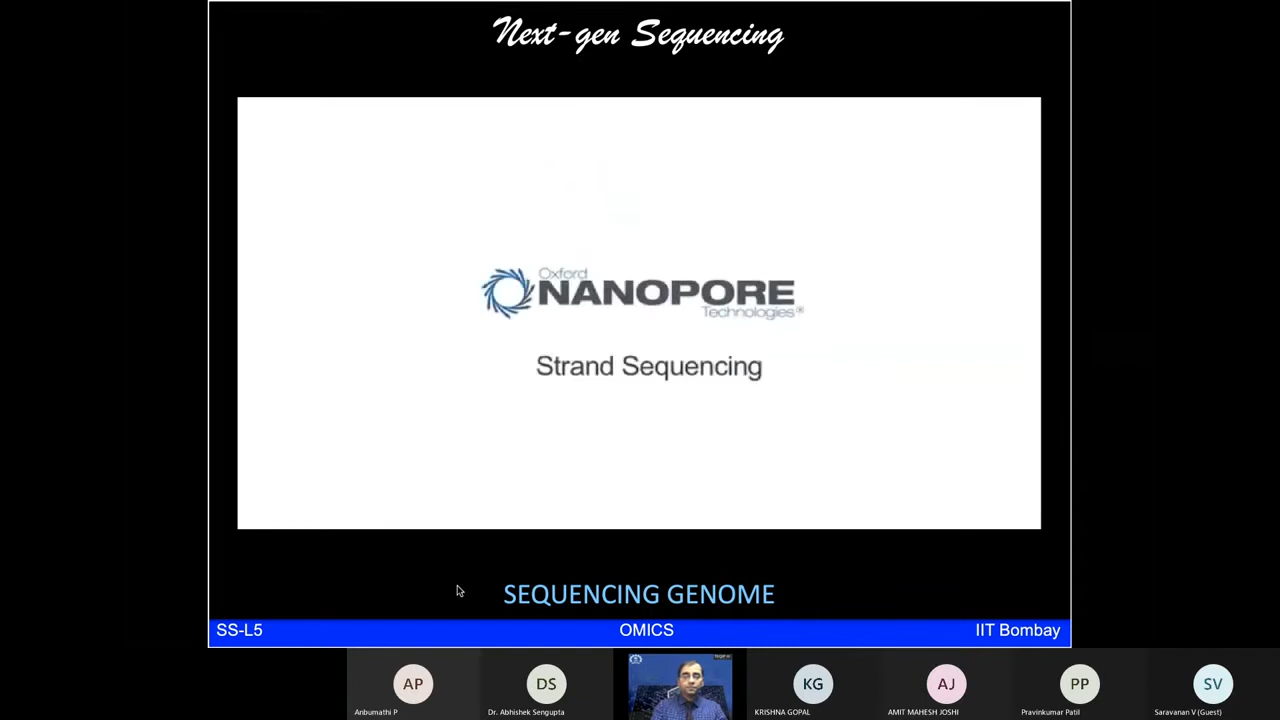 Next-gen Sequencing
Oxford
NANOPORE
Technologies®
Strand Sequencing
SEQUENCING GENOME
SS-L5 OMICS IIT Bombay
AP DS KG AJ PP SV
Anbumathi P Dr. Abhishek Sengupta KRISHNA GOPAL AMIT MAHESH JOSHI Pravinkumar Patil Saravanan V (Guest)